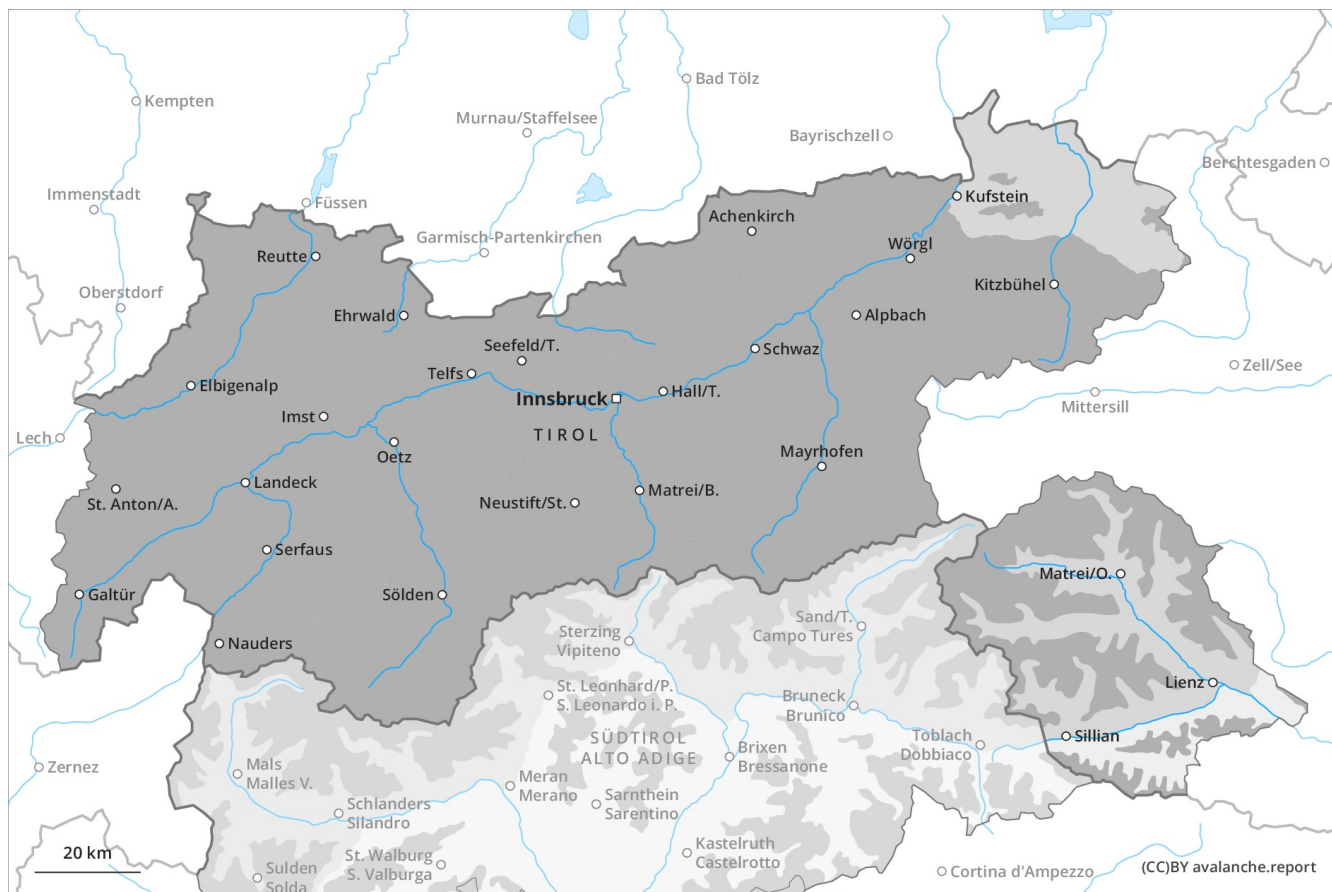 Bad Tölz
Kempten
Murnau/Staffelsee
Bayrischzell
Berchtesgaden
Immenstadt
Füssen
Kufstein
Achenkirch
Garmisch-Partenkirchen
Wörgl
Reutte
Oberstdorf
Kitzbühel
Ehrwald
Alpbach
Seefeld/T.
Schwaz
Zell/See
Telfs
Elbigenalp
Hall/T.
Innsbruck
Mittersill
Imst
Lech
TIROL
Mayrhofen
Oetz
Landeck
Matrei/B.
St. Anton/A.
Neustift/St.
Serfaus
Matrei/O.
Galtür
Sölden
Sand/T.
Campo Tures
Sterzing
Vipiteno
Nauders
Lienz
St. Leonhard/P.
S. Leonardo i. P.
Bruneck
Brunico
SÜDTIROL
ALTO ADIGE
Toblach
Dobbiaco
Sillian
Brixen
Bressanone
Zernez
Mals
Malles V.
Meran
Merano
Sarnthein
Sarentino
Schlanders
Silandro
Kastelruth
Castelrotto
20 km
St. Walburg
S. Valburga
Sulden
Solda
Cortina d'Ampezzo
(CC)BY avalanche.report